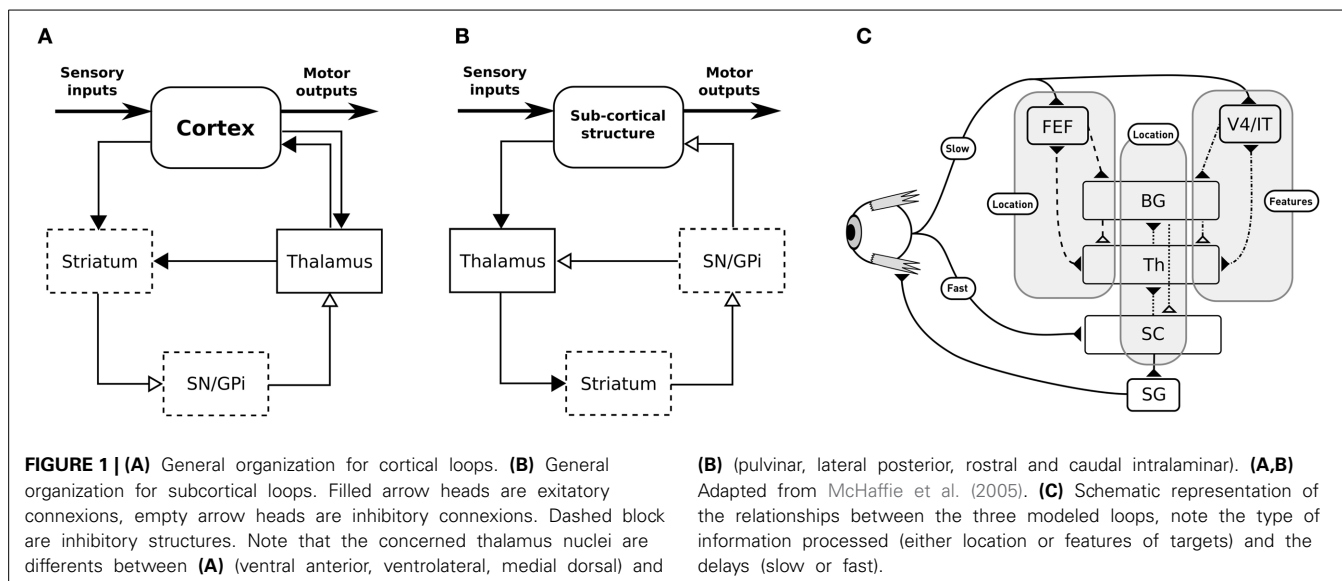 A
Sensory
inputs
Motor
outputs
Cortex
Striatum
Thalamus
SN/GPi
B
Sensory
inputs
Motor
outputs
Sub-cortical
structure
Thalamus
SN/GPi
Striatum
C
FEF
V4/IT
Location
Slow
BG
Location
Features
Th
Fast
SC
SG
FIGURE 1 | (A) General organization for cortical loops. (B) General
organization for subcortical loops. Filled arrow heads are exitatory
connexions, empty arrow heads are inhibitory connexions. Dashed block
are inhibitory structures. Note that the concerned thalamus nuclei are
differents between (A) (ventral anterior, ventrolateral, medial dorsal) and
(B) (pulvinar, lateral posterior, rostral and caudal intralaminar). (A,B)
Adapted from McHaffie et al. (2005). (C) Schematic representation of
the relationships between the three modeled loops, note the type of
information processed (either location or features of targets) and the
delays (slow or fast).